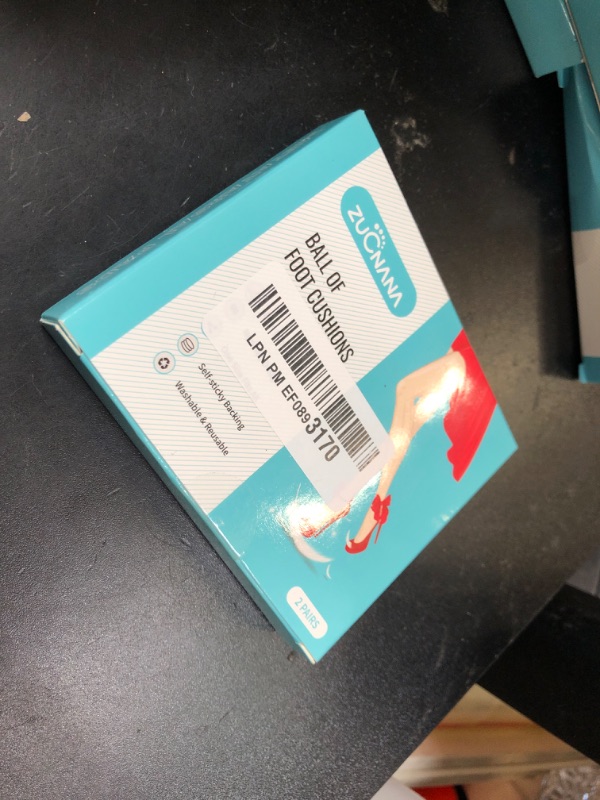 ZUCNANA
BALL OF
FOOT CUSHIONS
LPN PM EF0893170
Self-sticky Backing
Washable & Reusable
2 PAIRS